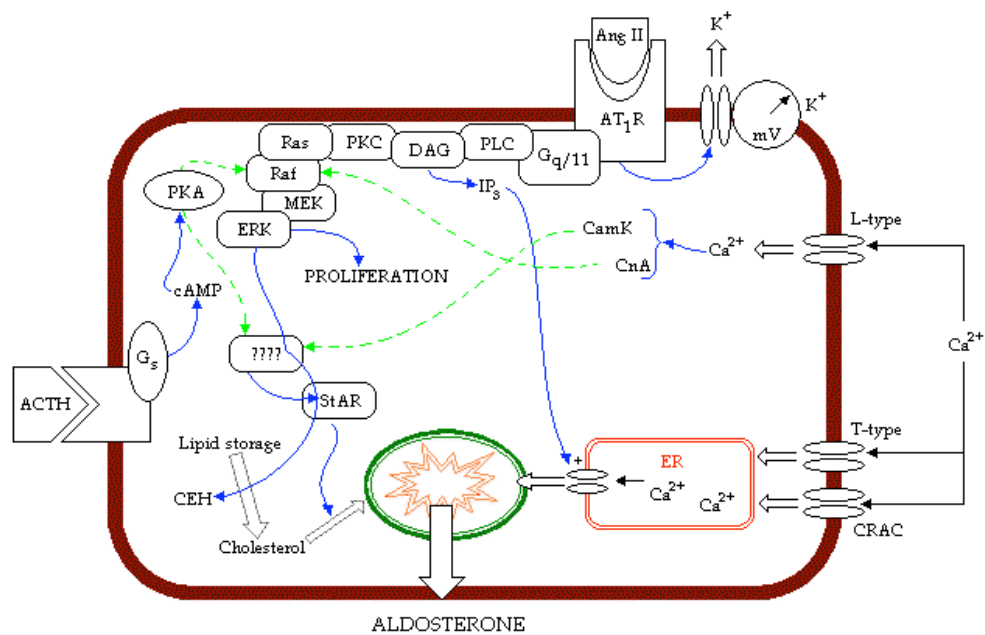 K+
Ang II
AT1R
K+
mV
Ras
PKC
DAG
PLC
Gq/11
Raf
PKA
MEK
IP3
ERK
CamK
L-type
Ca2+
CnA
PROLIFERATION
cAMP
Ca2+
Gs
????
ACTH
StAR
T-type
Lipid storage
+
ER
Ca2+
CEH
Ca2+
CRAC
Cholesterol
ALDOSTERONE